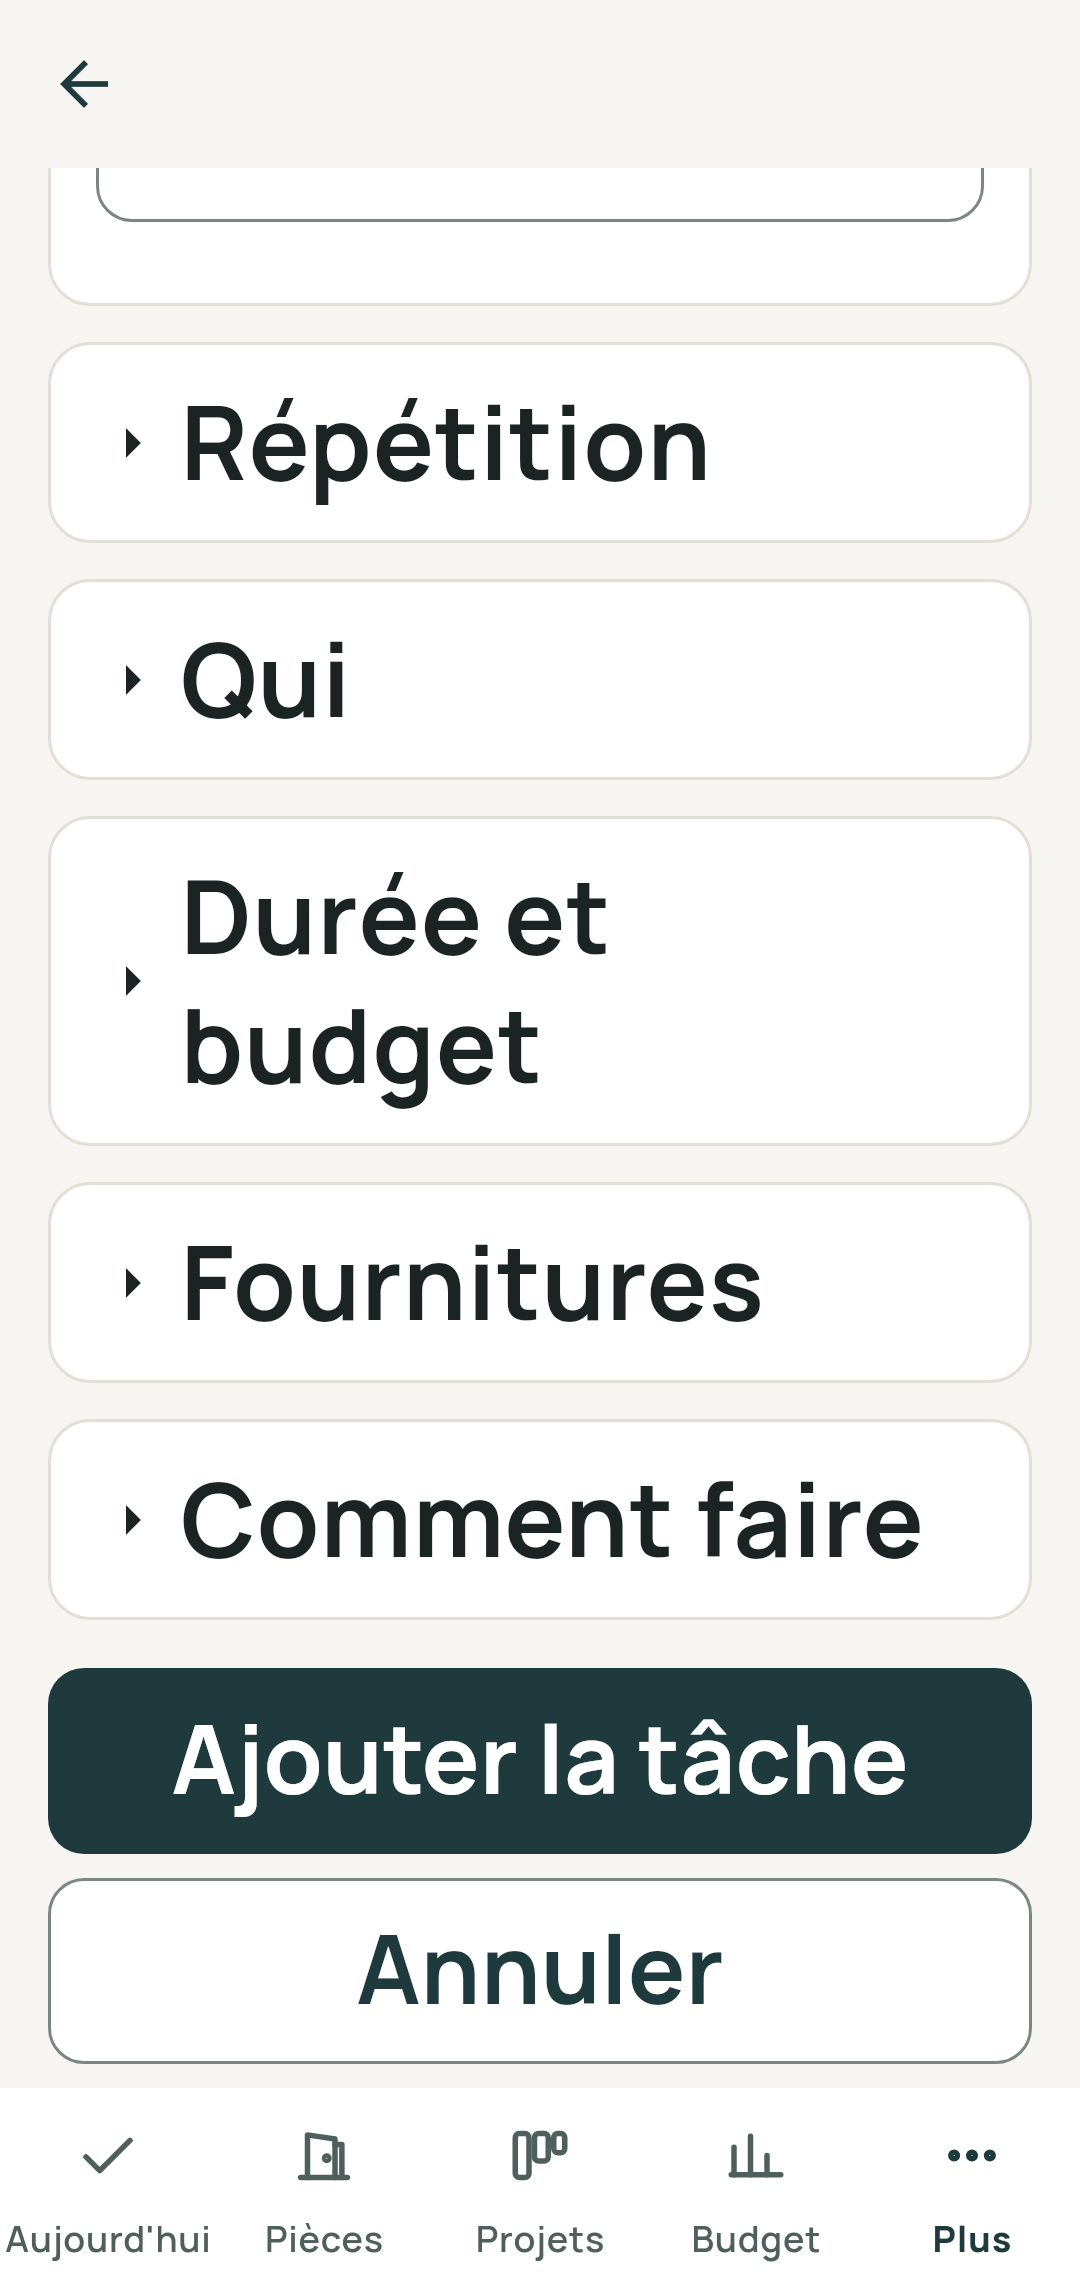 Répétition
Qui
Durée et
budget
Fournitures
Comment faire
Ajouter la tâche
Annuler
Aujourd'hui
Pièces
Projets
Budget
Plus